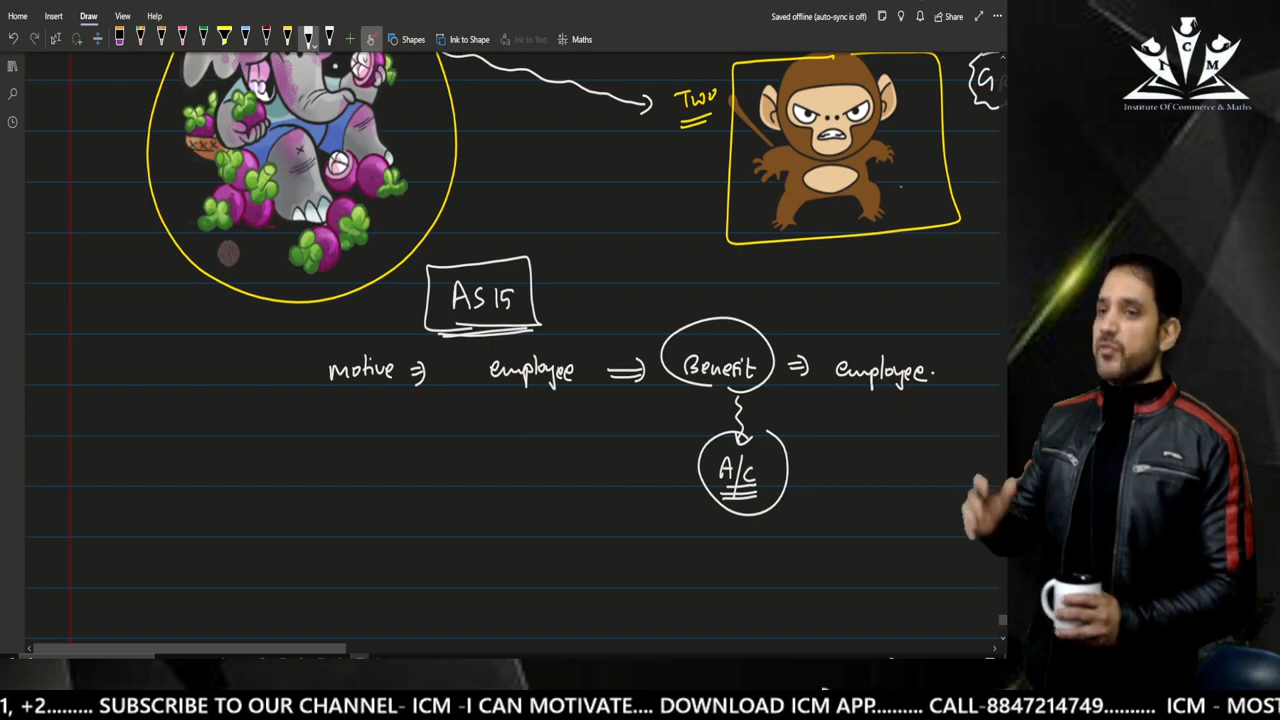 Home Insert Draw View Help
Saved offline (auto-sync is off)
Share
Shapes
Ink to Shape
Ink to Text
Maths
I C M
Institute Of Commerce & Maths
Two
AS 15
motive ⇒ employee ⇒ Benefit ⇒ employee.
A/c
1, +2......... SUBSCRIBE TO OUR CHANNEL- ICM -I CAN MOTIVATE.... DOWNLOAD ICM APP......... CALL-8847214749.......... ICM - MOS